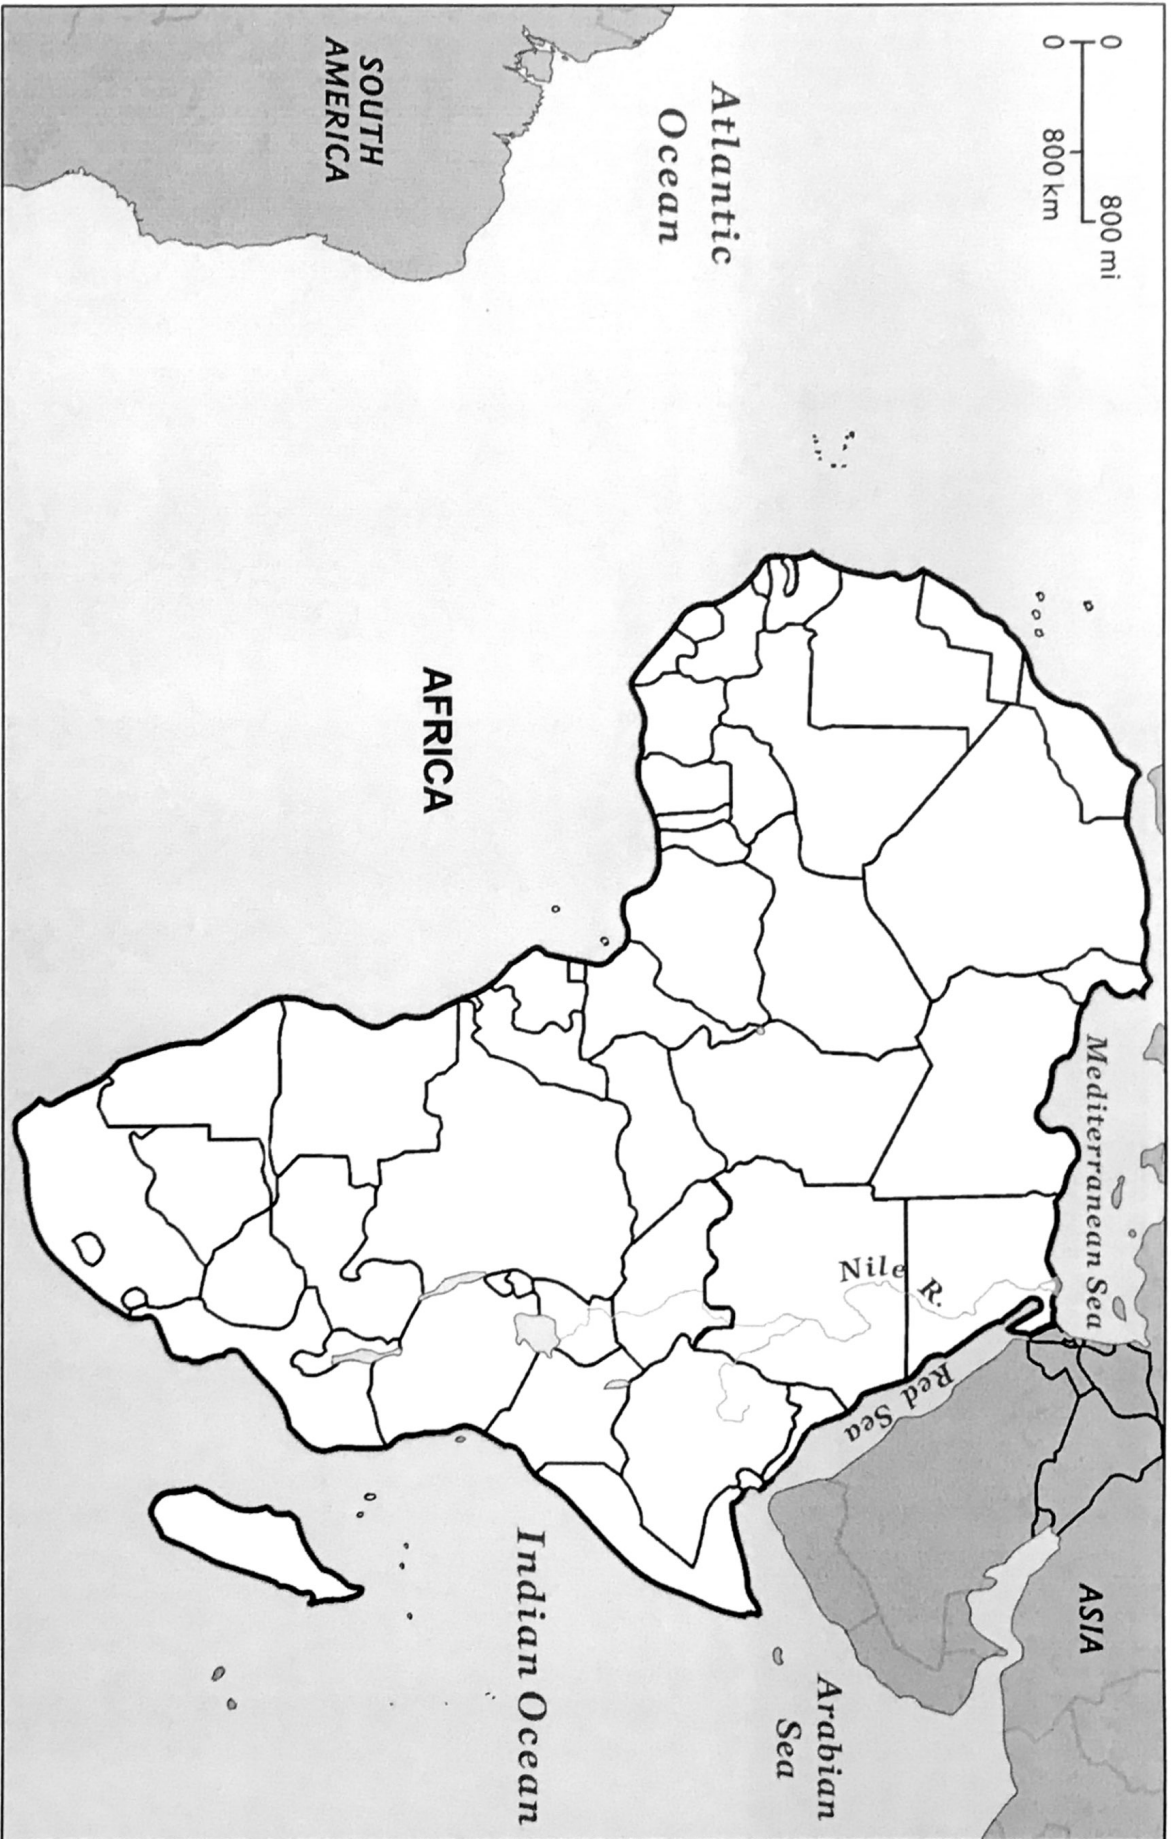 0 800 mi
0 800 km
Atlantic
Ocean
SOUTH
AMERICA
AFRICA
Mediterranean Sea
Nile R.
Red Sea
ASIA
Arabian
Sea
Indian Ocean